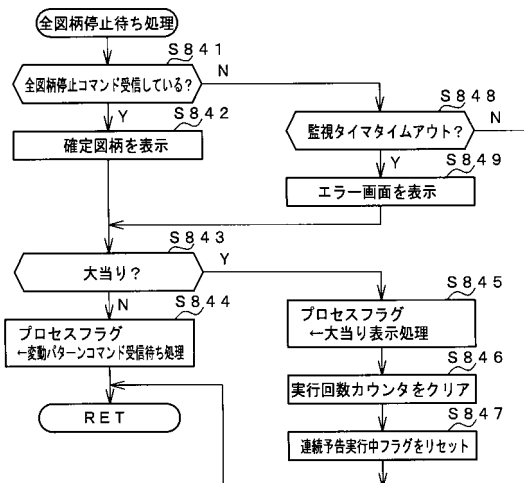 全図柄停止待ち処理
S841
全図柄停止コマンド受信している?
N
Y
S842
確定図柄を表示
S848
監視タイマタイムアウト?
N
Y
S849
エラー画面を表示
S843
大当り?
Y
N
S844
プロセスフラグ
←変動パターンコマンド受信待ち処理
RET
S845
プロセスフラグ
←大当り表示処理
S846
実行回数カウンタをクリア
S847
連続予告実行中フラグをリセット